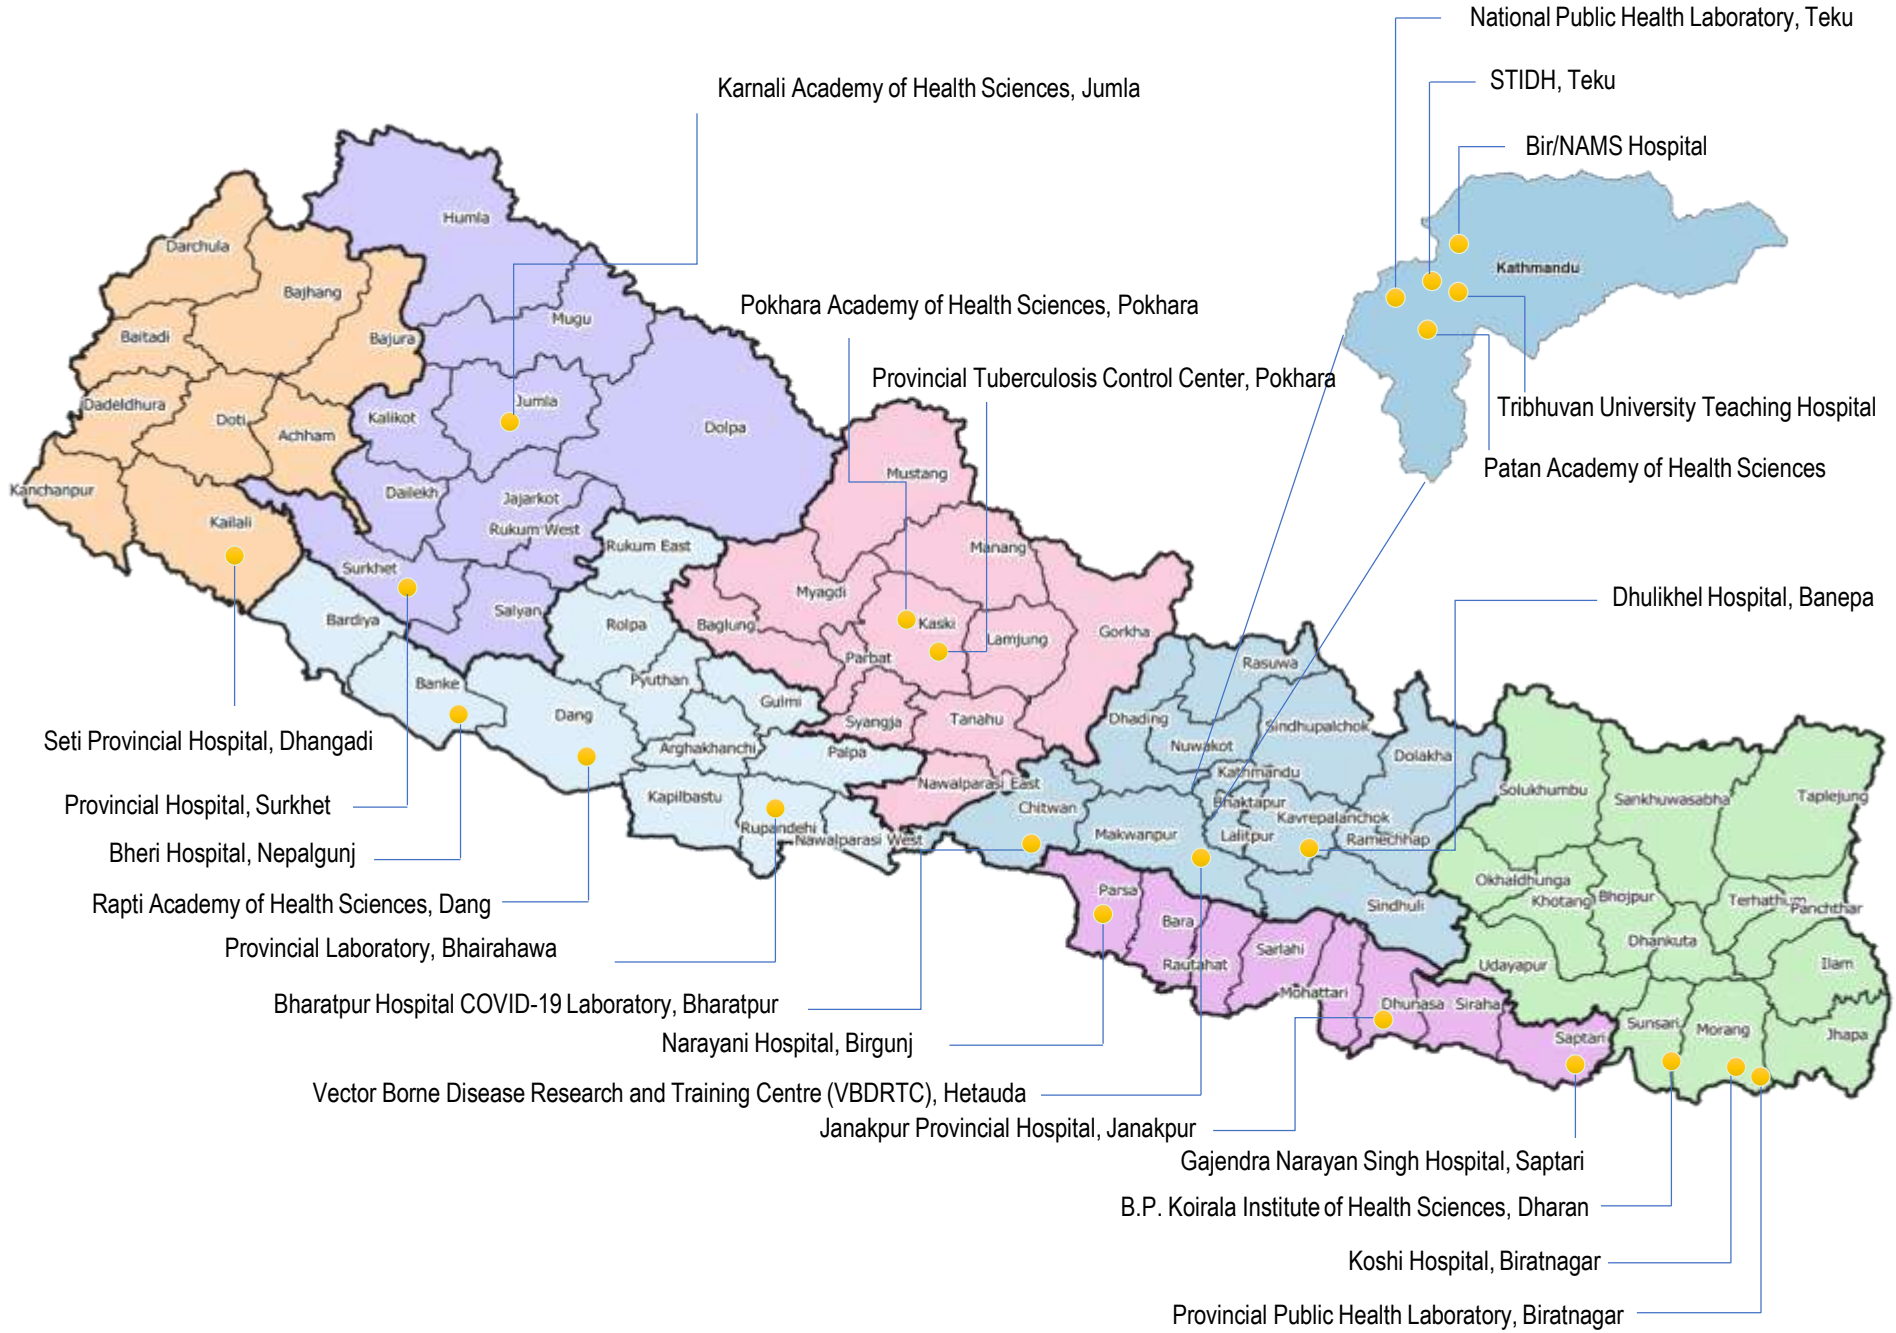 National Public Health Laboratory, Teku
Karnali Academy of Health Sciences, Jumla
STIDH, Teku
Bir/NAMS Hospital
Humla
Darchula
Kathmandu
Bajhang
Pokhara Academy of Health Sciences, Pokhara
Mugu
Baitadi
Bajura
Provincial Tuberculosis Control Center, Pokhara
Dadeldhura
Jumla
Tribhuvan University Teaching Hospital
Doti
Kalikot
Achham
Dolpa
Patan Academy of Health Sciences
Mustang
Kanchanpur
Dailekh
Jajarkot
Kailali
Rukum West
Rukum East
Manang
Surkhet
Myagdi
Dhulikhel Hospital, Banepa
Salyan
Bardiya
Rolpa
Baglung
Kaski
Lamjung
Gorkha
Parbat
Rasuwa
Banke
Pyuthan
Gulmi
Dang
Syangja
Tanahu
Dhading
Sindhupalchok
Seti Provincial Hospital, Dhangadi
Arghakhanchi
Palpa
Nuwakot
Dolakha
Kathmandu
Nawalparasi East
Solukhumbu
Sankhuwasabha
Taplejung
Provincial Hospital, Surkhet
Kapilbastu
Chitwan
Bhaktapur
Kavrepalanchok
Rupandehi
Nawalparasi West
Makwanpur
Lalitpur
Ramechhap
Bheri Hospital, Nepalgunj
Okhaldhunga
Khotang
Bhojpur
Terhathum
Panchthar
Parsa
Rapti Academy of Health Sciences, Dang
Sindhuli
Bara
Provincial Laboratory, Bhairahawa
Sarlahi
Dhankuta
Rautahat
Udayapur
Ilam
Mohattari
Bharatpur Hospital COVID-19 Laboratory, Bharatpur
Dhunasa
Siraha
Sunsari
Morang
Jhapa
Narayani Hospital, Birgunj
Saptari
Vector Borne Disease Research and Training Centre (VBDRTC), Hetauda
Janakpur Provincial Hospital, Janakpur
Gajendra Narayan Singh Hospital, Saptari
B.P. Koirala Institute of Health Sciences, Dharan
Koshi Hospital, Biratnagar
Provincial Public Health Laboratory, Biratnagar